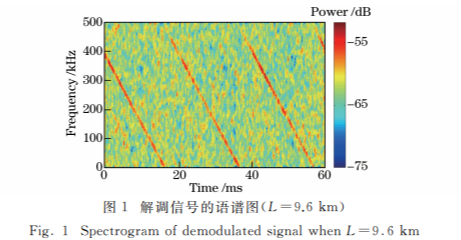 Power /dB
500
400
300
200
100
0
Frequency /kHz
-55
-65
-75
0 20 40 60
Time /ms
图 1 解调信号的语谱图(L=9.6 km)
Fig. 1 Spectrogram of demodulated signal when L=9.6 km